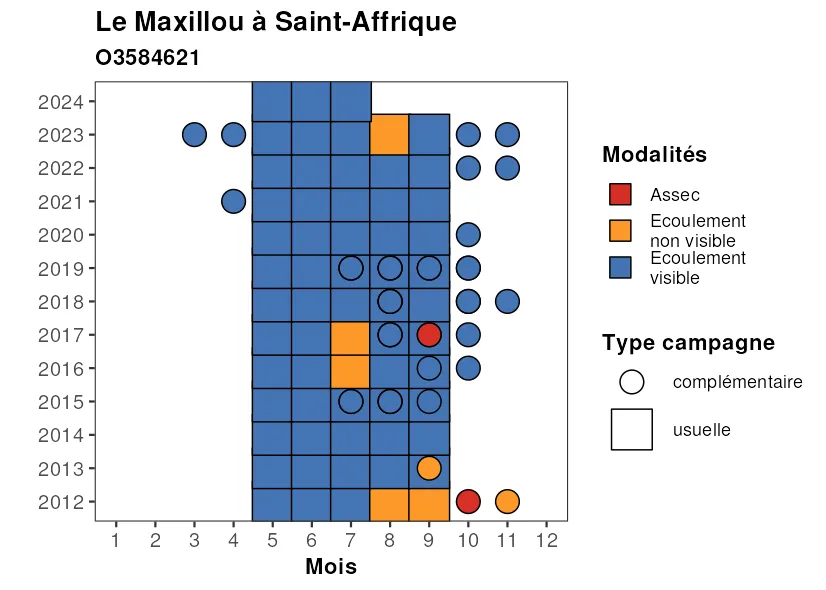 Le Maxillou à Saint-Affrique
O3584621
2024
2023
2022
2021
2020
2019
2018
2017
2016
2015
2014
2013
2012
1 2 3 4 5 6 7 8 9 10 11 12
Mois
Modalités
Assec
Ecoulement
non visible
Ecoulement
visible
Type campagne
complémentaire
usuelle